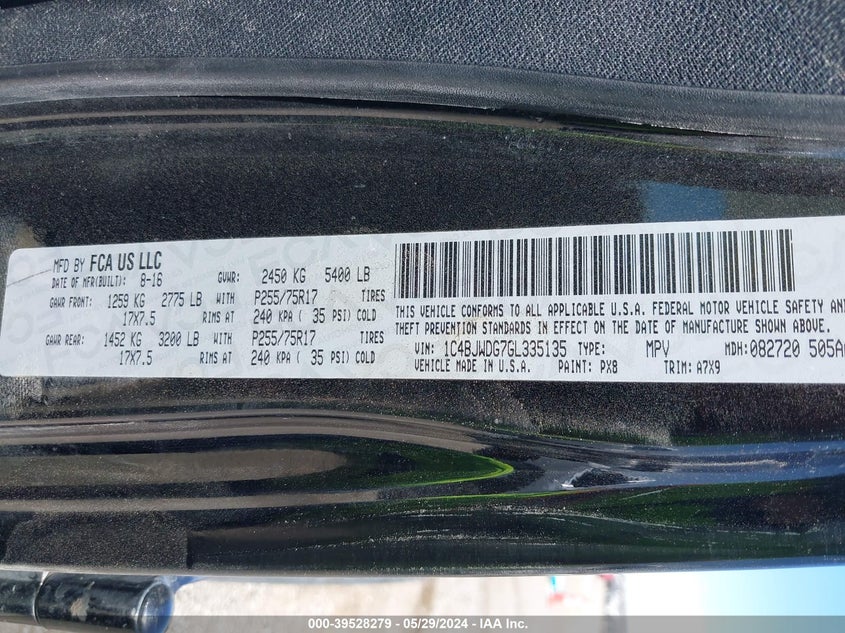 MFD BY FCA US LLC
DATE OF MFR(BUILT): 8-16 GVWR: 2450 KG 5400 LB
GAWR FRONT: 1259 KG 2775 LB WITH P255/75R17 TIRES
17X7.5 RIMS AT 240 KPA ( 35 PSI) COLD
GAWR REAR: 1452 KG 3200 LB WITH P255/75R17 TIRES
17X7.5 RIMS AT 240 KPA ( 35 PSI) COLD
THIS VEHICLE CONFORMS TO ALL APPLICABLE U.S.A. FEDERAL MOTOR VEHICLE SAFETY AND
THEFT PREVENTION STANDARDS IN EFFECT ON THE DATE OF MANUFACTURE SHOWN ABOVE.
VIN: 1C4BJWDG7GL335135 TYPE: MPV MDH: 082720 505A
VEHICLE MADE IN U.S.A. PAINT: PX8 TRIM: A7X9
000-39528279 — 05/29/2024 — IAA Inc.